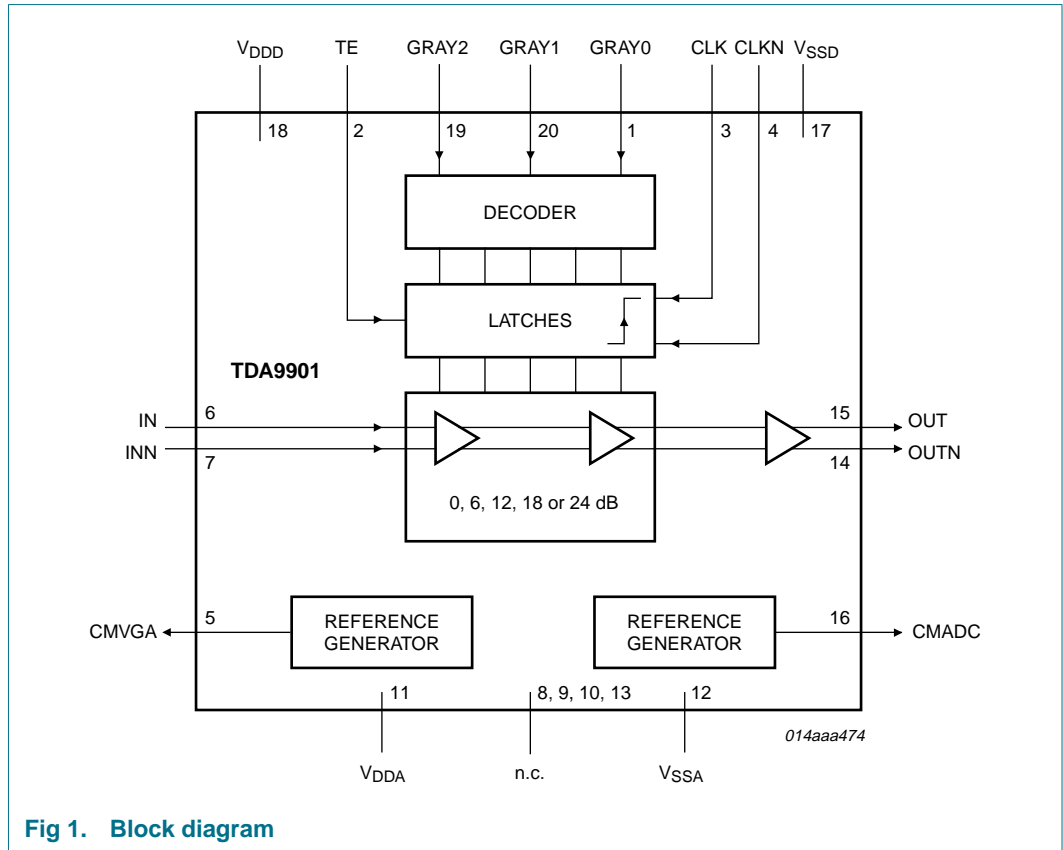 VDDD TE GRAY2 GRAY1 GRAY0 CLK CLKN VSSD
18 2 19 20 1 3 4 17
DECODER
LATCHES
TDA9901
IN 6 15 OUT
INN 7 14 OUTN
0, 6, 12, 18 or 24 dB
CMVGA 5 REFERENCE GENERATOR REFERENCE GENERATOR 16 CMADC
11 8, 9, 10, 13 12
014aaa474
VDDA n.c. VSSA
Fig 1. Block diagram